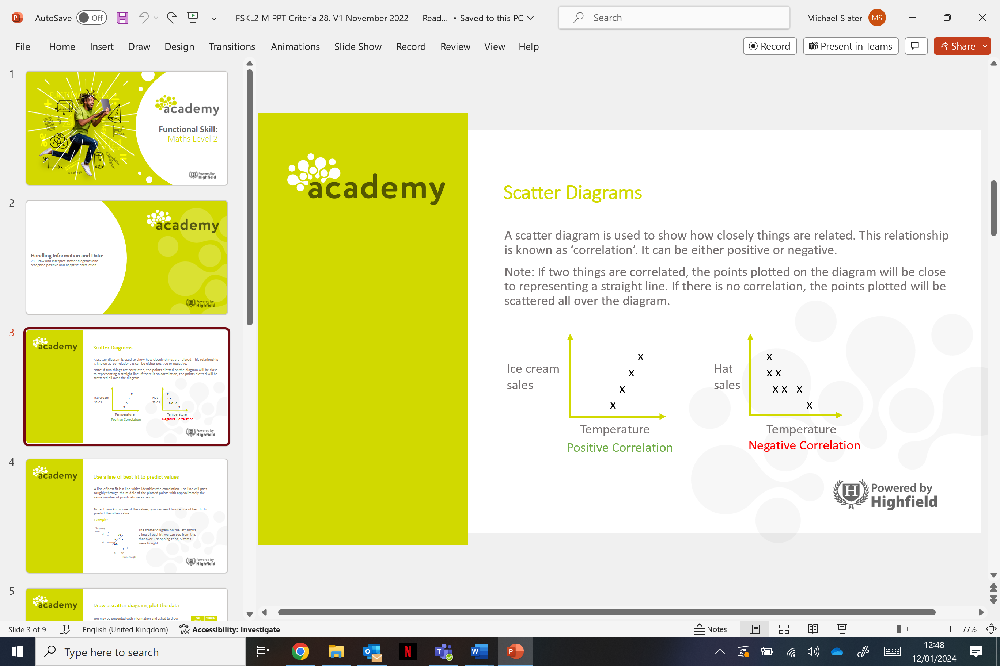 AutoSave Off FSKL2 M PPT Criteria 28. V1 November 2022 - Read... • Saved to this PC Search Michael Slater MS
File Home Insert Draw Design Transitions Animations Slide Show Record Review View Help Record Present in Teams Share
1
FUNCTIONAL SKILLS
academy
Functional Skill:
Maths Level 2
Powered by
Highfield
2
academy
Handling Information and Data:
28. Draw and interpret scatter diagrams and
recognise positive and negative correlation
Powered by
Highfield
3
academy
Scatter Diagrams
A scatter diagram is used to show how closely things are related. This relationship
is known as ‘correlation’. It can be either positive or negative.
Note: If two things are correlated, the points plotted on the diagram will be close
to representing a straight line. If there is no correlation, the points plotted will be
scattered all over the diagram.
Ice cream
sales
Temperature
Positive Correlation
Hat
sales
Temperature
Negative Correlation
Powered by
Highfield
4
academy
Use a line of best fit to predict values
A line of best fit is a line which identifies the correlation. The line will pass
roughly through the middle of the plotted points with approximately the
same number of points above as below.
Note: If you know one of the values, you can read from a line of best fit to
predict the other value.
Example:
Shopping
trips
4
2
5 10
Items bought
The scatter diagram on the left shows
a line of best fit, we can see from this
that over 2 shopping trips, 5 items
were bought.
Powered by
Highfield
5
academy
Draw a scatter diagram, plot the data
You may be presented with information and asked to draw
Age Value (£)
academy
Scatter Diagrams
A scatter diagram is used to show how closely things are related. This relationship
is known as ‘correlation’. It can be either positive or negative.
Note: If two things are correlated, the points plotted on the diagram will be close
to representing a straight line. If there is no correlation, the points plotted will be
scattered all over the diagram.
Ice cream
sales
x
x
x
x
Temperature
Positive Correlation
Hat
sales
x
x x
x x x
x
Temperature
Negative Correlation
H Powered by
Highfield
Slide 3 of 9 English (United Kingdom) Accessibility: Investigate Notes 77%
Type here to search
12:48
12/01/2024